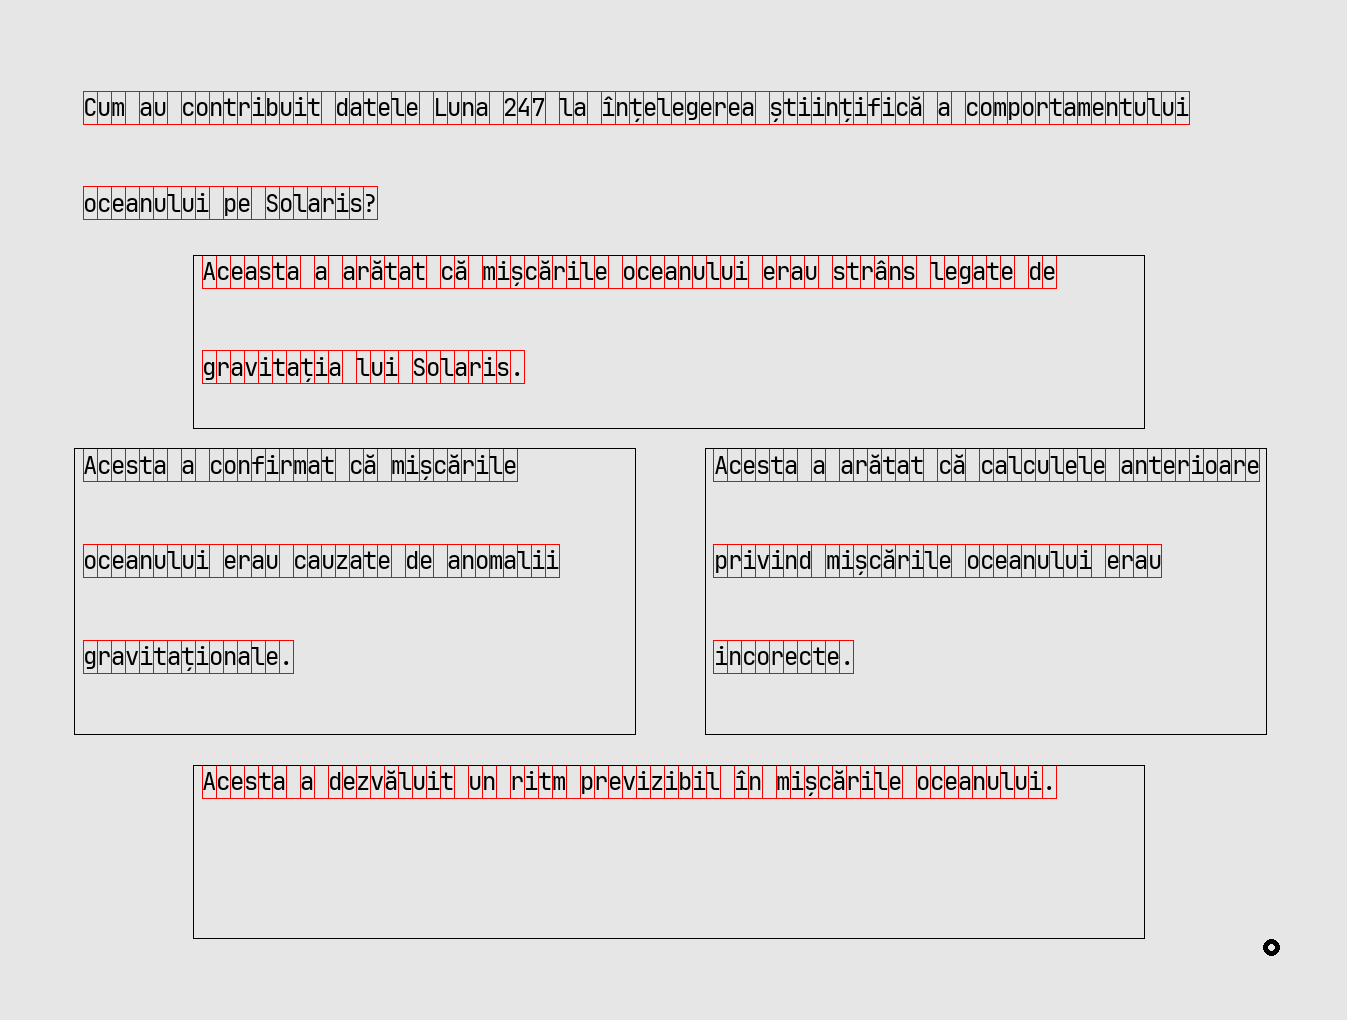 Cum au contribuit datele Luna 247 la înțelegerea științifică a comportamentului
oceanului pe Solaris?
Aceasta a arătat că mișcările oceanului erau strâns legate de
gravitația lui Solaris.
Acesta a confirmat că mișcările
oceanului erau cauzate de anomalii
gravitaționale.
Acesta a arătat că calculele anterioare
privind mișcările oceanului erau
incorecte.
Acesta a dezvăluit un ritm previzibil în mișcările oceanului.